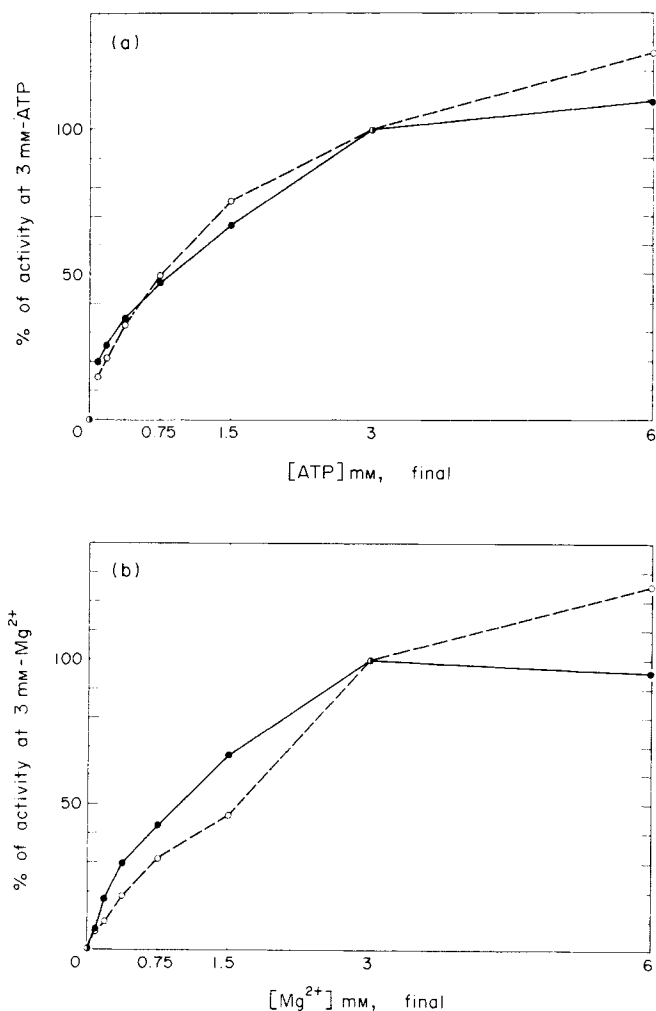 (a)
% of activity at 3 mM-ATP
100
50
0
0.75
1.5
3
6
[ATP] mM, final
(b)
% of activity at 3 mM-Mg²⁺
100
50
0
0.75
1.5
3
6
[Mg²⁺] mM, final